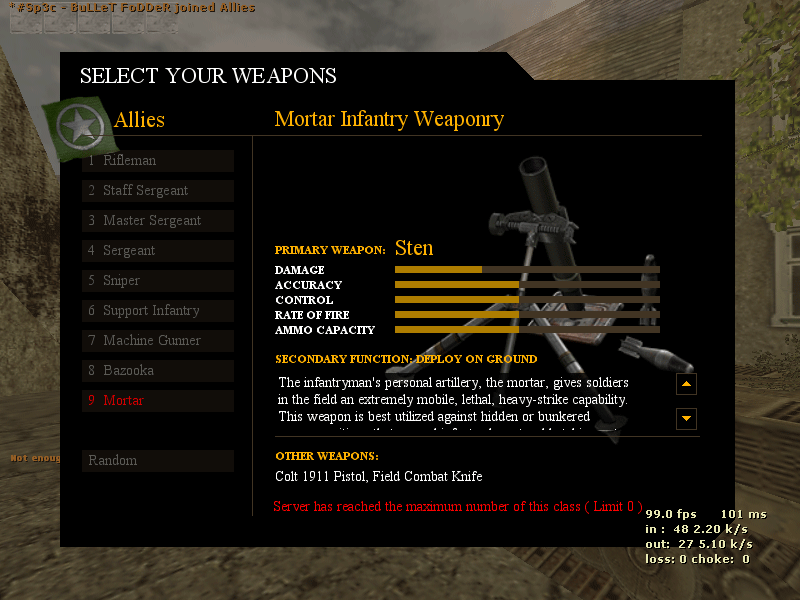 *#Sp3c - BuLLeT FoDDeR joined Allies
SELECT YOUR WEAPONS
Allies
Mortar Infantry Weaponry
1 Rifleman
2 Staff Sergeant
3 Master Sergeant
4 Sergeant
5 Sniper
6 Support Infantry
7 Machine Gunner
8 Bazooka
9 Mortar
Random
PRIMARY WEAPON: Sten
DAMAGE
ACCURACY
CONTROL
RATE OF FIRE
AMMO CAPACITY
SECONDARY FUNCTION: DEPLOY ON GROUND
The infantryman's personal artillery, the mortar, gives soldiers
in the field an extremely mobile, lethal, heavy-strike capability.
This weapon is best utilized against hidden or bunkered
OTHER WEAPONS:
Colt 1911 Pistol, Field Combat Knife
Server has reached the maximum number of this class ( Limit 0 )
Not enoug
99.0 fps 101 ms
in : 48 2.20 k/s
out: 27 5.10 k/s
loss: 0 choke: 0